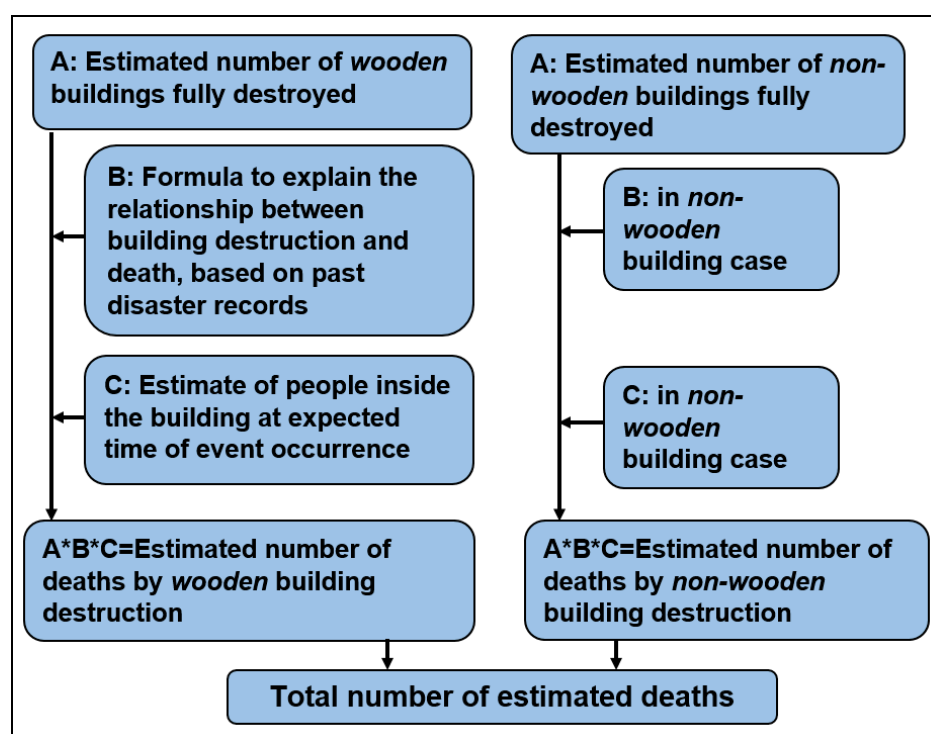 A: Estimated number of wooden
buildings fully destroyed
B: Formula to explain the
relationship between
building destruction and
death, based on past
disaster records
C: Estimate of people inside
the building at expected
time of event occurrence
A*B*C=Estimated number of
deaths by wooden building
destruction
A: Estimated number of non-
wooden buildings fully
destroyed
B: in non-
wooden
building case
C: in non-
wooden
building case
A*B*C=Estimated number of
deaths by non-wooden
building destruction
Total number of estimated deaths